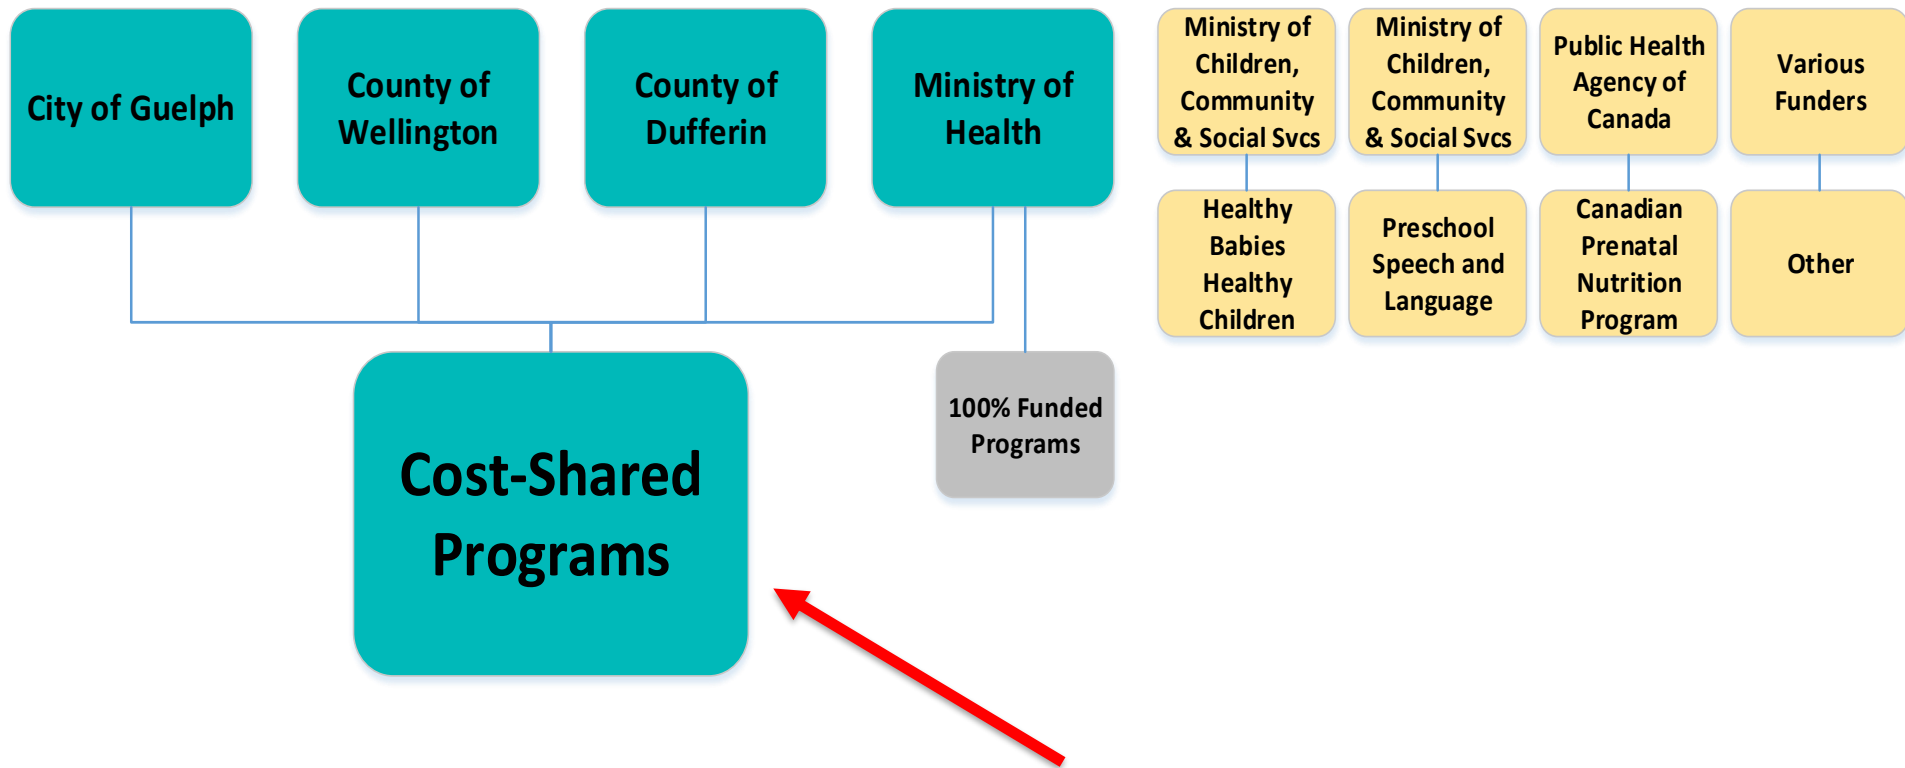 City of Guelph
County of
Wellington
County of
Dufferin
Ministry of
Health
Ministry of
Children,
Community
& Social Svcs
Ministry of
Children,
Community
& Social Svcs
Public Health
Agency of
Canada
Various
Funders
Healthy
Babies
Healthy
Children
Preschool
Speech and
Language
Canadian
Prenatal
Nutrition
Program
Other
Cost-Shared
Programs
100% Funded
Programs